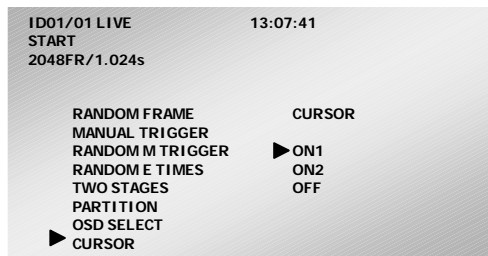 ID01/01 LIVE 13:07:41
START
2048FR/1.024s
RANDOM FRAME CURSOR
MANUAL TRIGGER
RANDOM M TRIGGER ▶ON1
RANDOM E TIMES ON2
TWO STAGES OFF
PARTITION
OSD SELECT
▶ CURSOR